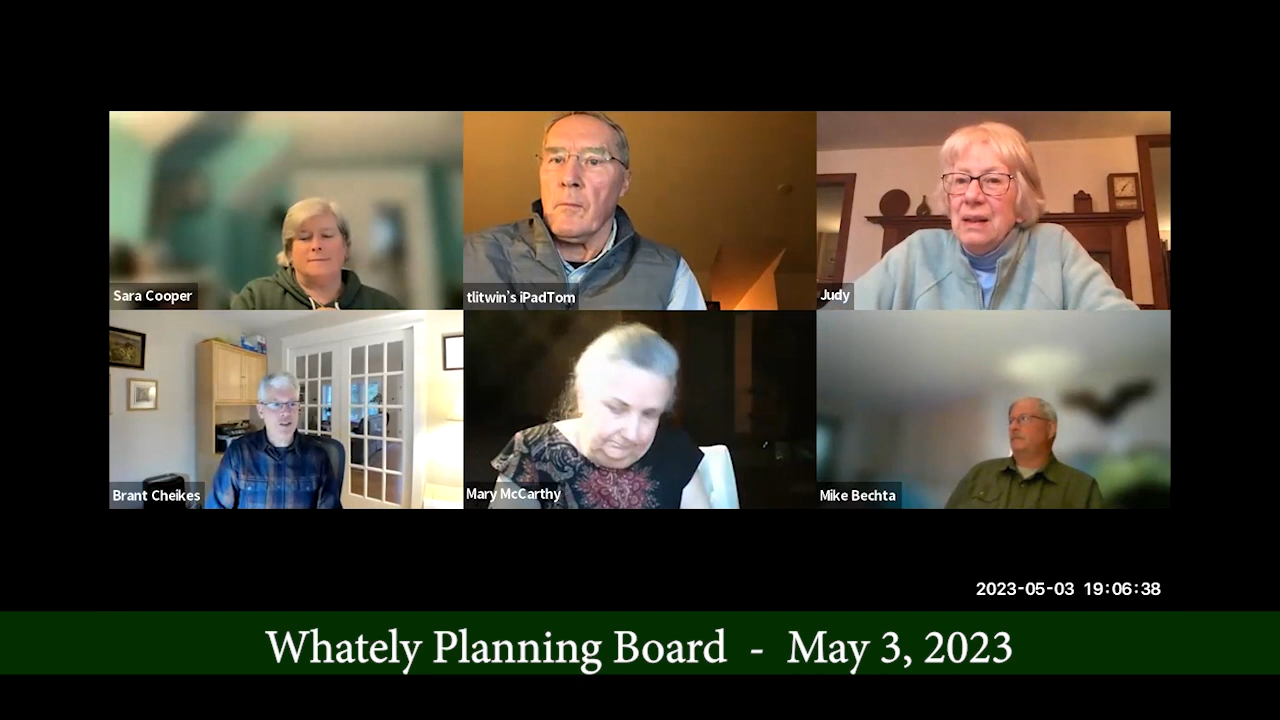 Sara Cooper
tlitwin's iPadTom
Judy
Brant Cheikes
Mary McCarthy
Mike Bechta
2023-05-03 19:06:38
Whately Planning Board - May 3, 2023